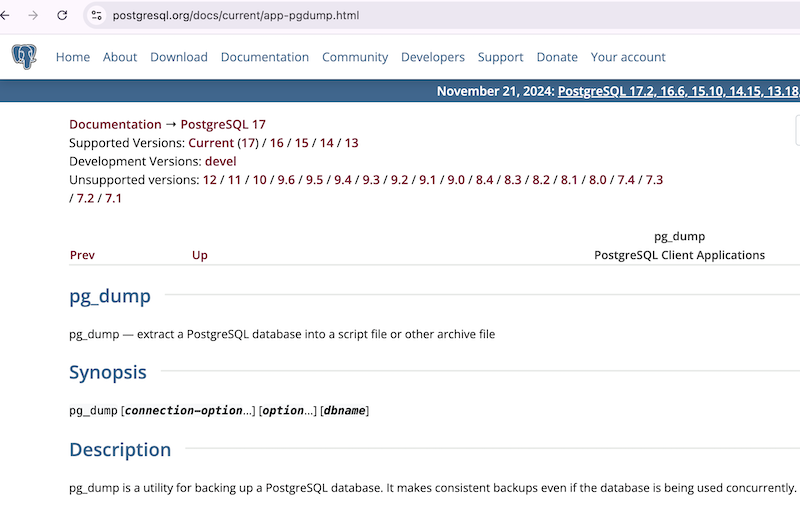 postgresql.org/docs/current/app-pgdump.html
Home About Download Documentation Community Developers Support Donate Your account
November 21, 2024: PostgreSQL 17.2, 16.6, 15.10, 14.15, 13.18,
Documentation → PostgreSQL 17
Supported Versions: Current (17) / 16 / 15 / 14 / 13
Development Versions: devel
Unsupported versions: 12 / 11 / 10 / 9.6 / 9.5 / 9.4 / 9.3 / 9.2 / 9.1 / 9.0 / 8.4 / 8.3 / 8.2 / 8.1 / 8.0 / 7.4 / 7.3
/ 7.2 / 7.1
pg_dump
Prev Up PostgreSQL Client Applications
pg_dump
pg_dump — extract a PostgreSQL database into a script file or other archive file
Synopsis
pg_dump [connection-option...] [option...] [dbname]
Description
pg_dump is a utility for backing up a PostgreSQL database. It makes consistent backups even if the database is being used concurrently.